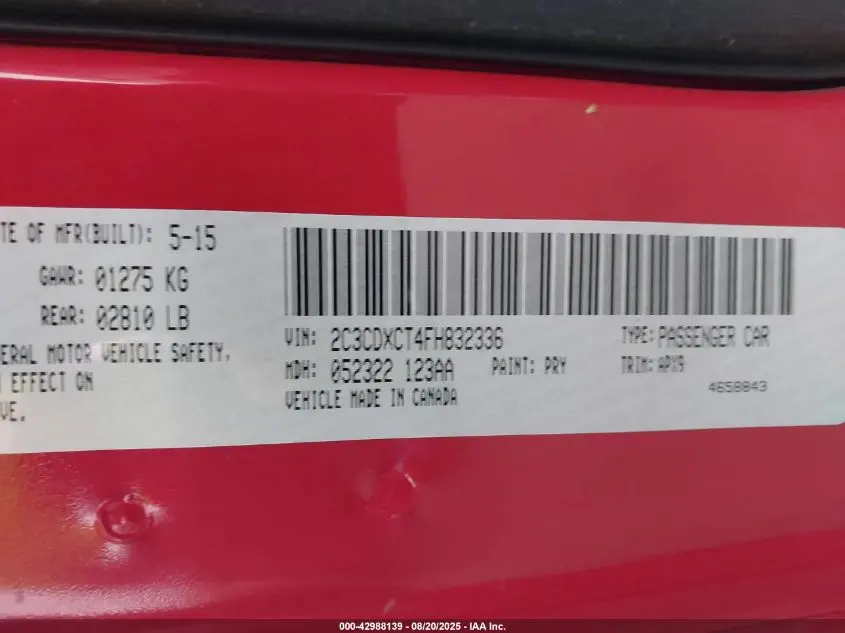 TE OF MFR(BUILT): 5-15
GAWR: 01275 KG
REAR: 02810 LB
ERAL MOTOR VEHICLE SAFETY,
EFFECT ON
VE.
VIN: 2C3CDXCT4FH832336 TYPE: PASSENGER CAR
MDH: 052322 123AA PAINT: PRY TRIM: APX9
VEHICLE MADE IN CANADA 4658843
000-42988139 - 08/20/2025 - IAA Inc.